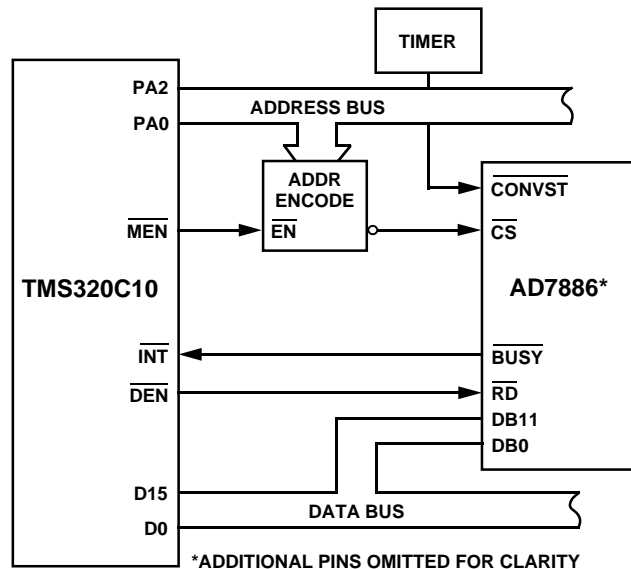 TIMER
PA2
ADDRESS BUS
PA0
ADDR
ENCODE
CONVST
MEN
EN
CS
TMS320C10
AD7886*
INT
BUSY
DEN
RD
DB11
DB0
D15
DATA BUS
D0
*ADDITIONAL PINS OMITTED FOR CLARITY